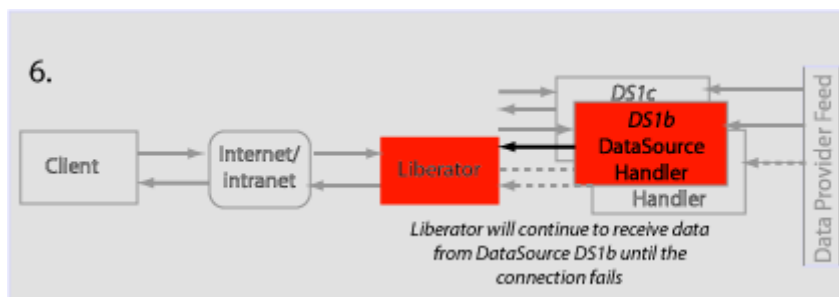 6.
DS1c
DS1b
DataSource
Handler
Handler
Client
Internet/
intranet
Liberator
Data Provider Feed
Liberator will continue to receive data
from DataSource DS1b until the
connection fails